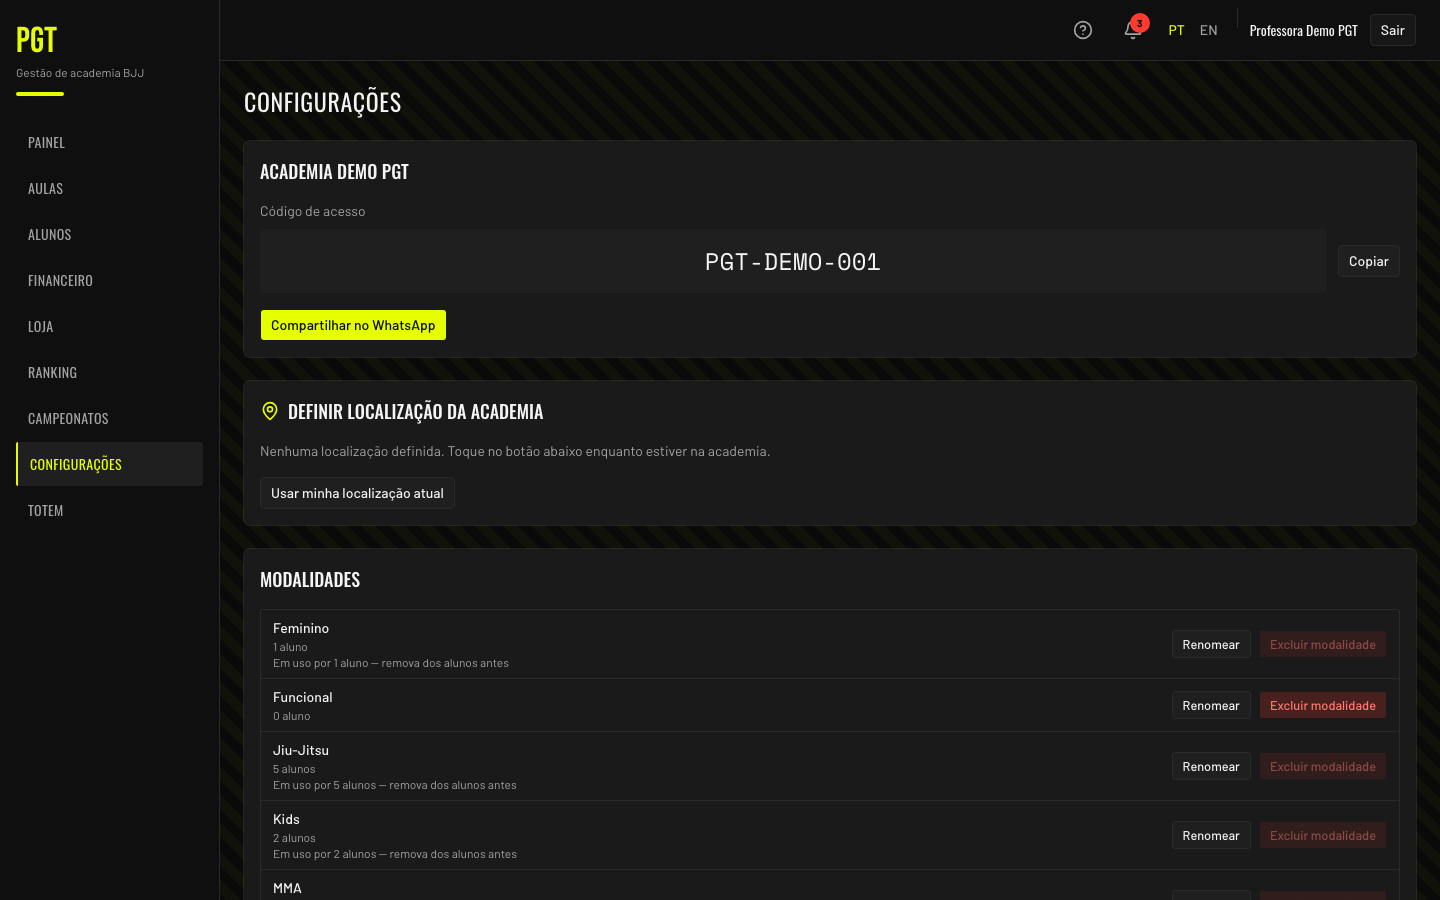 PGT
Gestão de academia BJJ
PAINEL
AULAS
ALUNOS
FINANCEIRO
LOJA
RANKING
CAMPEONATOS
CONFIGURAÇÕES
TOTEM
3
PT EN
Professora Demo PGT
Sair
CONFIGURAÇÕES
ACADEMIA DEMO PGT
Código de acesso
PGT-DEMO-001
Copiar
Compartilhar no WhatsApp
DEFINIR LOCALIZAÇÃO DA ACADEMIA
Nenhuma localização definida. Toque no botão abaixo enquanto estiver na academia.
Usar minha localização atual
MODALIDADES
Feminino
1 aluno
Em uso por 1 aluno — remova dos alunos antes
Renomear Excluir modalidade
Funcional
0 aluno
Renomear Excluir modalidade
Jiu-Jitsu
5 alunos
Em uso por 5 alunos — remova dos alunos antes
Renomear Excluir modalidade
Kids
2 alunos
Em uso por 2 alunos — remova dos alunos antes
Renomear Excluir modalidade
MMA